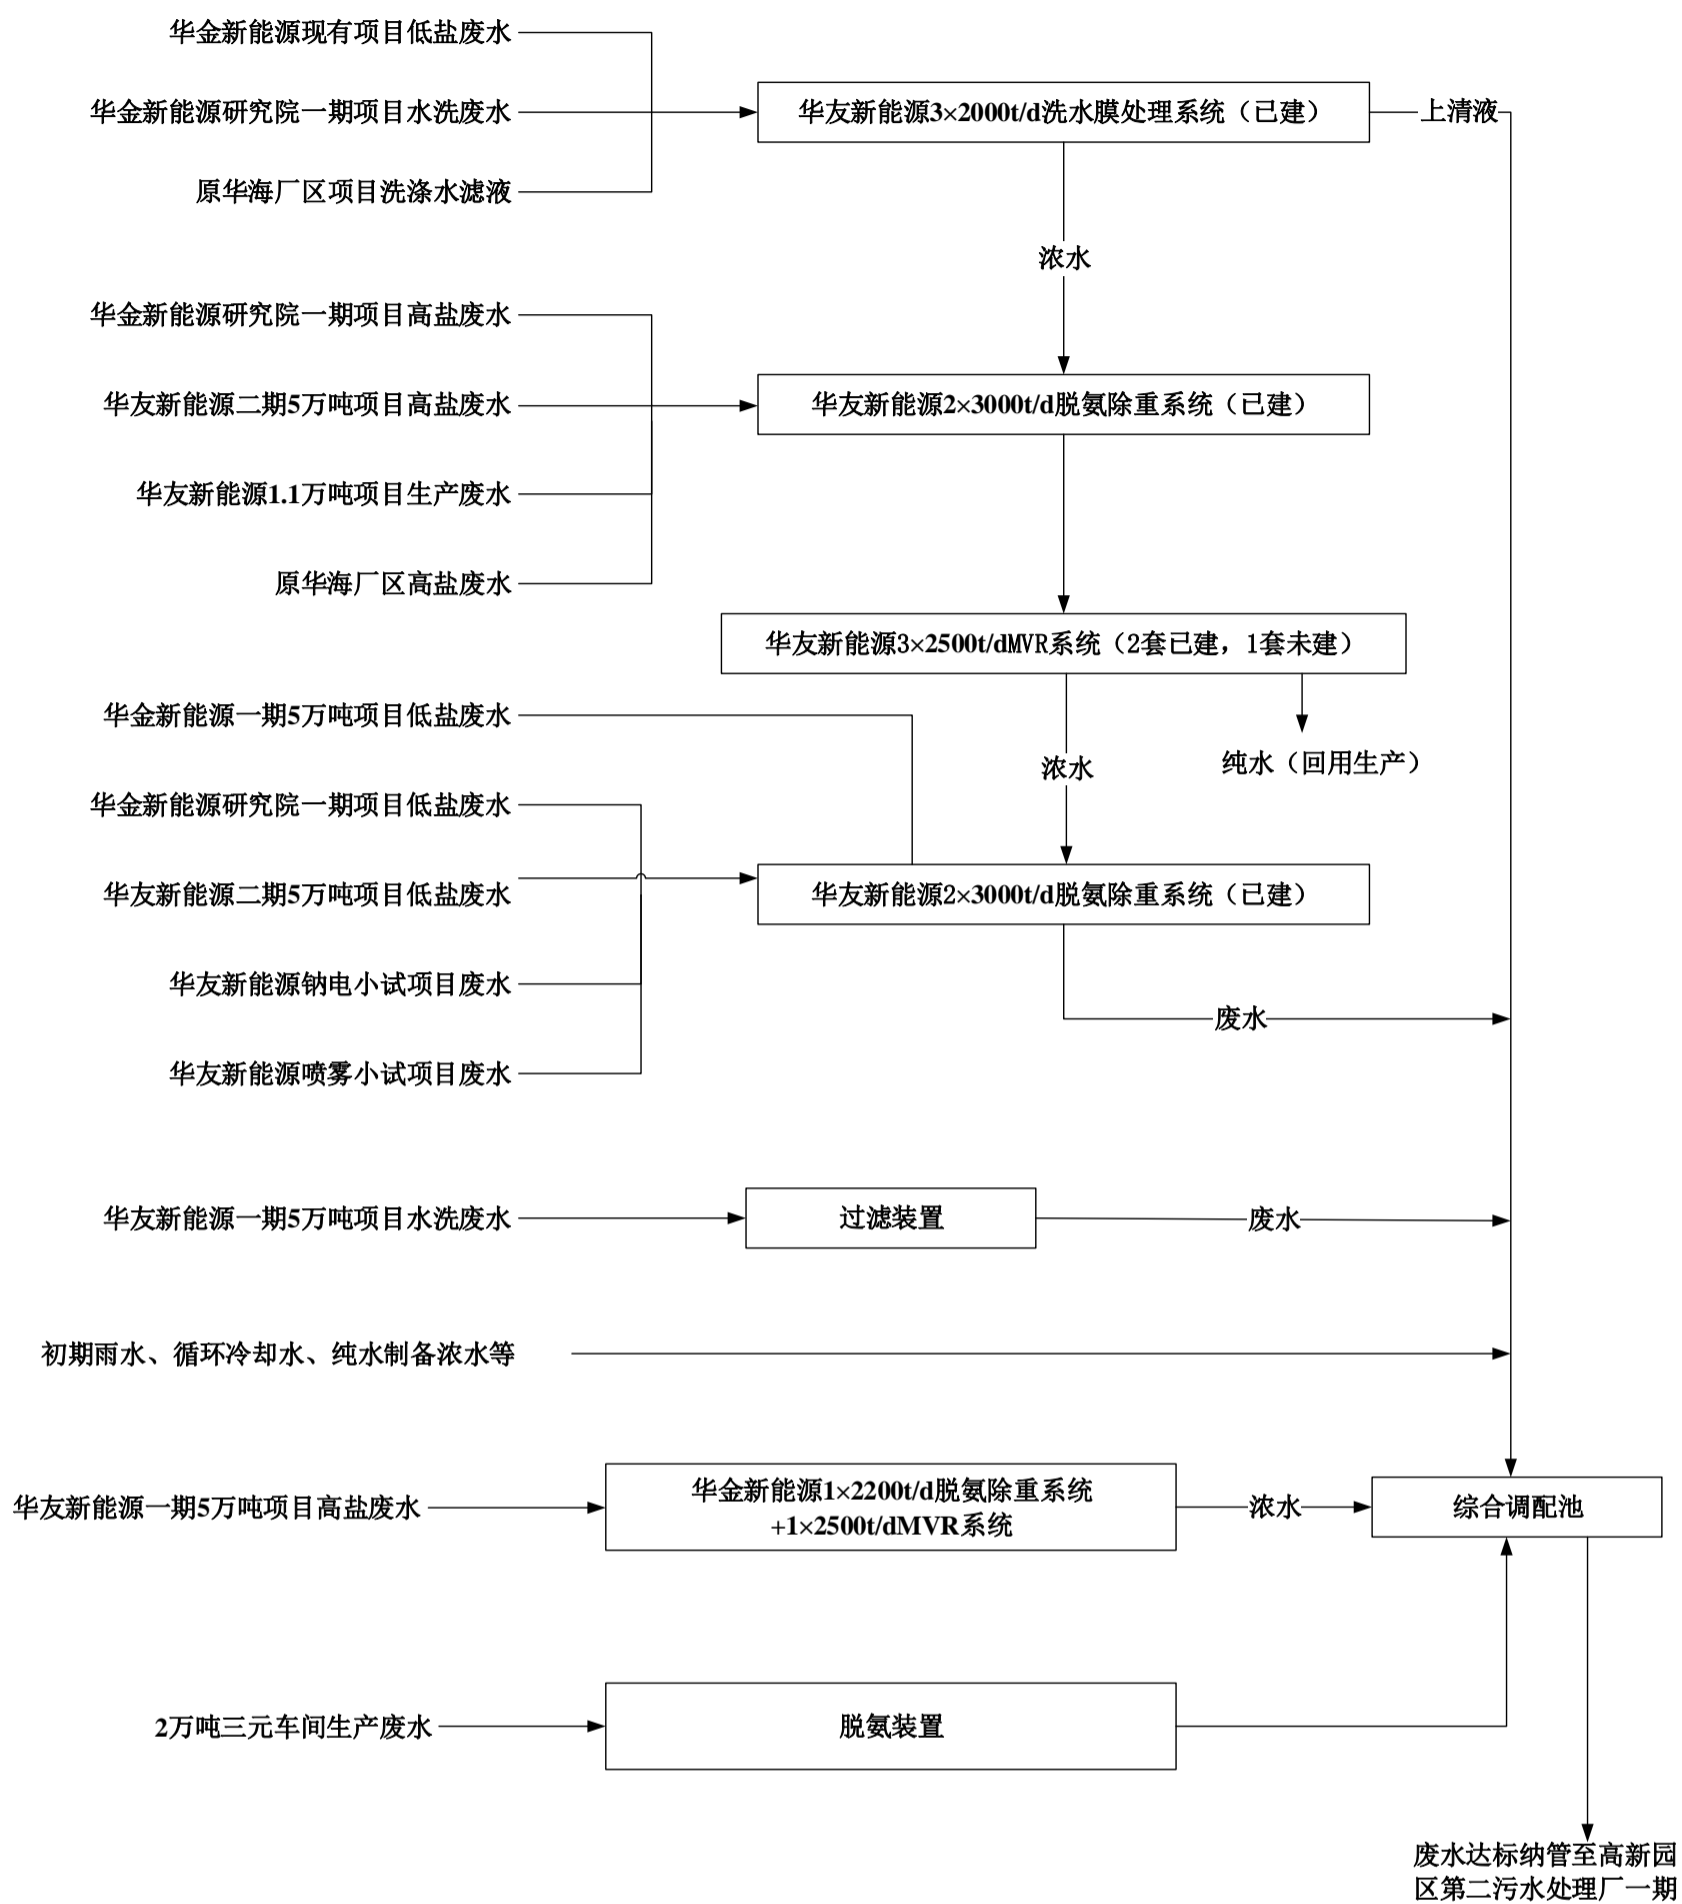 华金新能源现有项目低盐废水
华金新能源研究院一期项目水洗废水
华友新能源3×2000t/d洗水膜处理系统（已建）
上清液
原华海厂区项目洗涤水滤液
浓水
华金新能源研究院一期项目高盐废水
华友新能源二期5万吨项目高盐废水
华友新能源2×3000t/d脱氨除重系统（已建）
华友新能源1.1万吨项目生产废水
原华海厂区高盐废水
华友新能源3×2500t/dMVR系统（2套已建，1套未建）
华金新能源一期5万吨项目低盐废水
浓水
纯水（回用生产）
华金新能源研究院一期项目低盐废水
华友新能源二期5万吨项目低盐废水
华友新能源2×3000t/d脱氨除重系统（已建）
华友新能源钠电小试项目废水
废水
华友新能源喷雾小试项目废水
华友新能源一期5万吨项目水洗废水
过滤装置
废水
初期雨水、循环冷却水、纯水制备浓水等
华友新能源一期5万吨项目高盐废水
华金新能源1×2200t/d脱氨除重系统
+1×2500t/dMVR系统
浓水
综合调配池
2万吨三元车间生产废水
脱氨装置
废水达标纳管至高新园
区第二污水处理厂一期